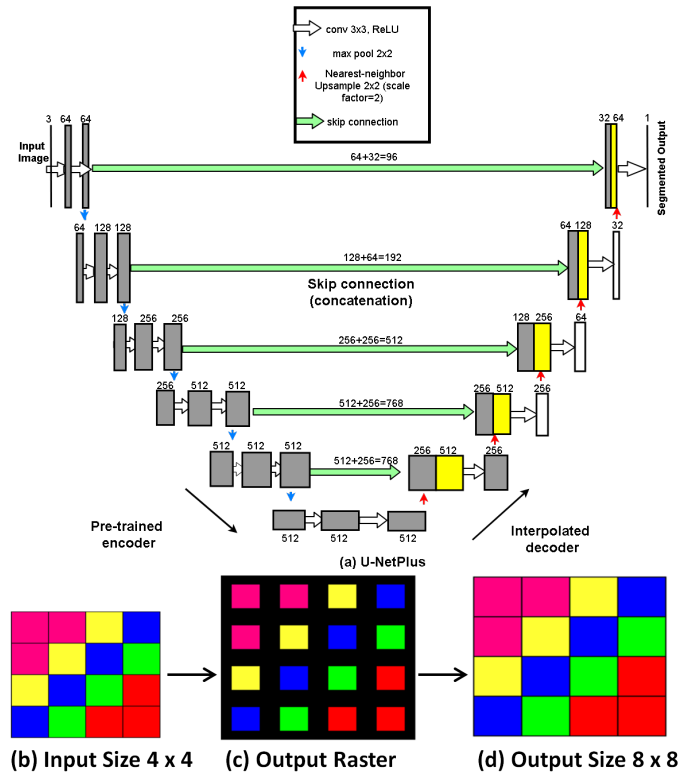 conv 3x3, ReLU
max pool 2x2
Nearest-neighbor
Upsample 2x2 (scale
factor=2)
skip connection
3 64 64
32 64 1
Input
Image
64+32=96
Segmented Output
64 128 128
64 128 32
128+64=192
Skip connection
(concatenation)
128 256 256
128 256 64
256+256=512
256 512 512
256 512 256
512+256=768
512 512 512
512+256=768
256 512 256
512 512 512
Pre-trained
encoder
Interpolated
decoder
(a) U-NetPlus
(b) Input Size 4 x 4
(c) Output Raster
(d) Output Size 8 x 8